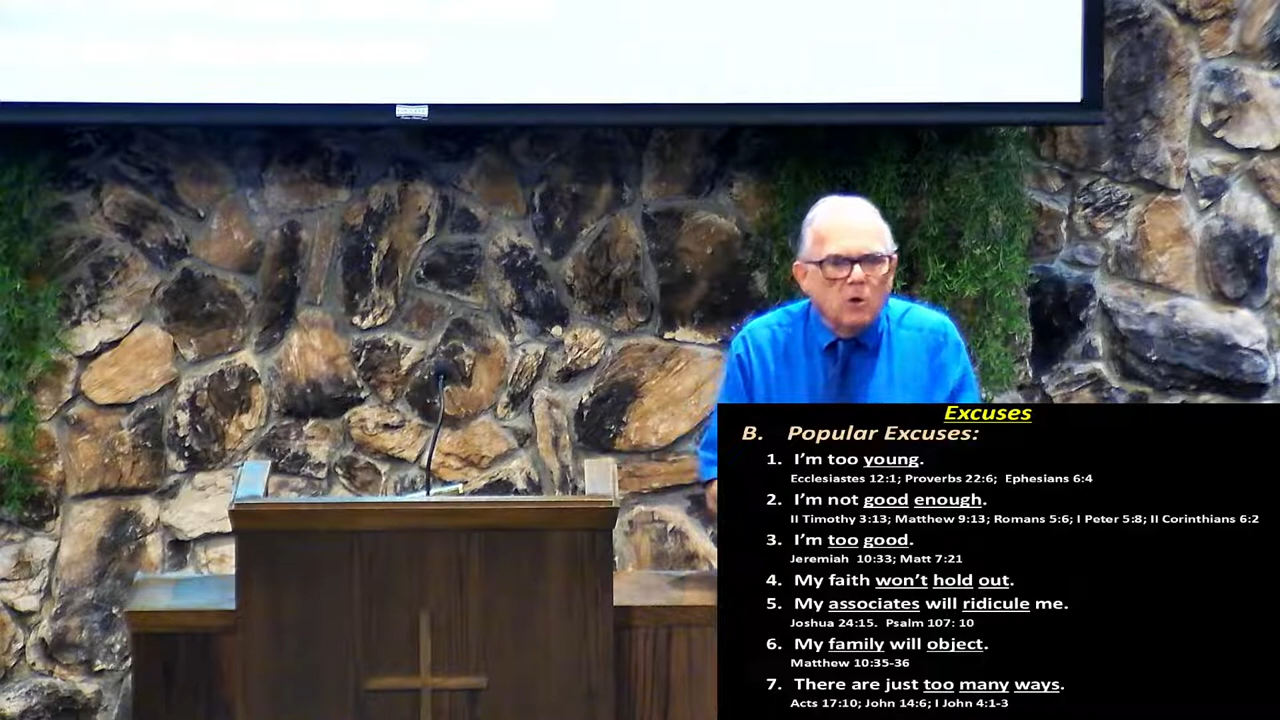 Excuses
B. Popular Excuses:
1. I'm too young.
Ecclesiastes 12:1; Proverbs 22:6; Ephesians 6:4
2. I'm not good enough.
II Timothy 3:13; Matthew 9:13; Romans 5:6; I Peter 5:8; II Corinthians 6:2
3. I'm too good.
Jeremiah 10:33; Matt 7:21
4. My faith won't hold out.
5. My associates will ridicule me.
Joshua 24:15. Psalm 107: 10
6. My family will object.
Matthew 10:35-36
7. There are just too many ways.
Acts 17:10; John 14:6; I John 4:1-3